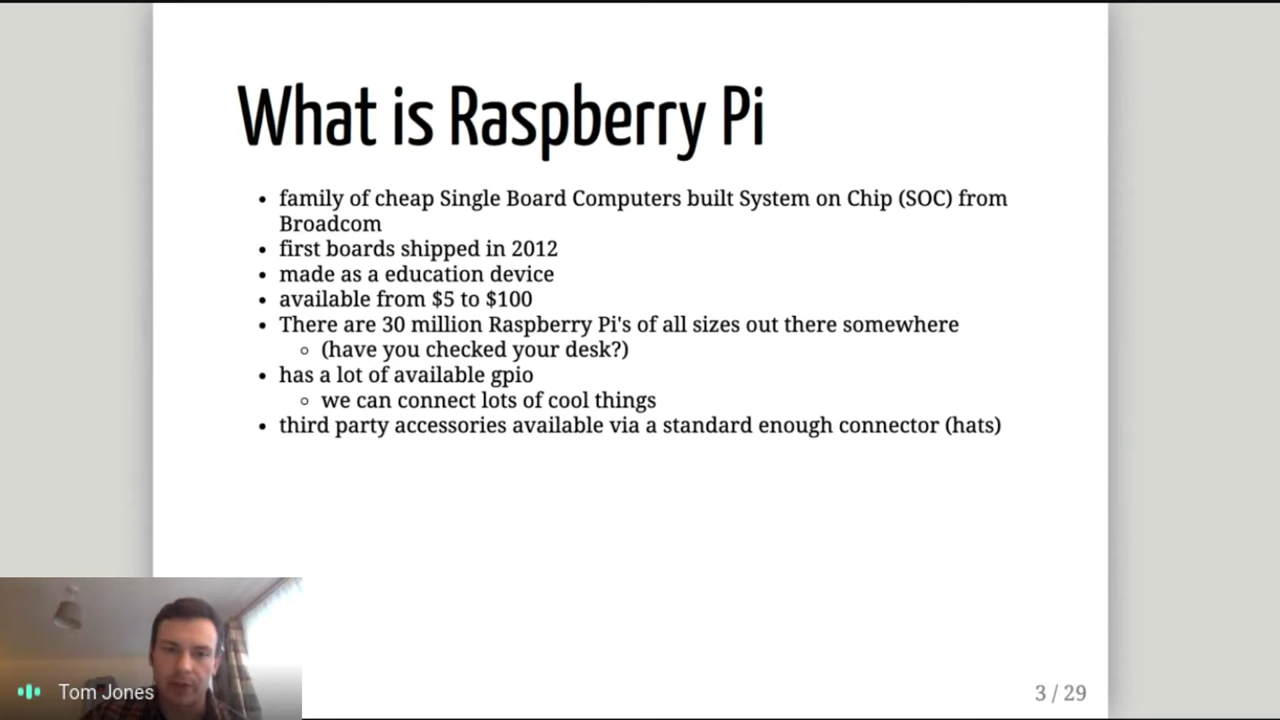 What is Raspberry Pi
• family of cheap Single Board Computers built System on Chip (SOC) from
Broadcom
• first boards shipped in 2012
• made as a education device
• available from $5 to $100
• There are 30 million Raspberry Pi's of all sizes out there somewhere
◦ (have you checked your desk?)
• has a lot of available gpio
◦ we can connect lots of cool things
• third party accessories available via a standard enough connector (hats)
Tom Jones
3 / 29